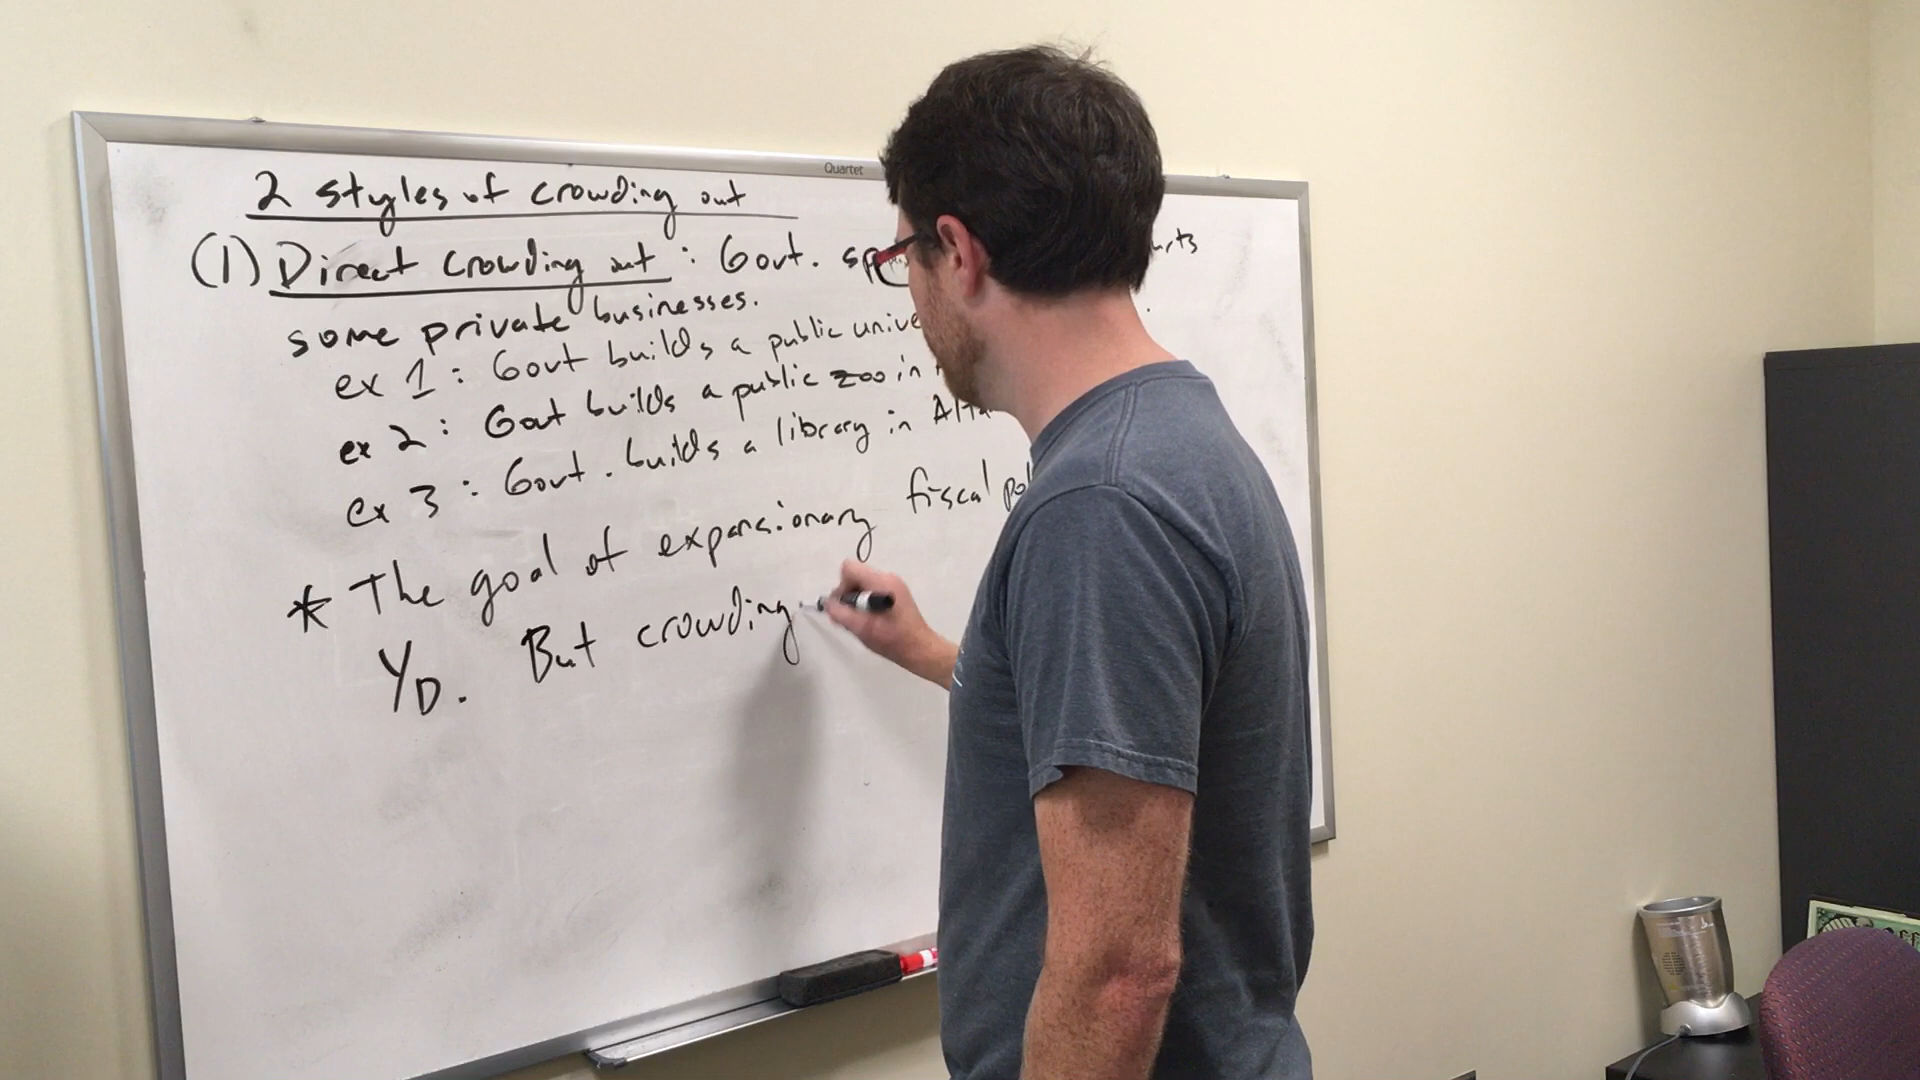 Quartet
2 styles of crowding out
(1) Direct crowding out : Govt.
some private businesses.
ex 1 : Govt builds a public
ex 2 : Govt builds a public zoo in
ex 3 : Govt. builds a library in
* The goal of expansionary fiscal
YD. But crowding